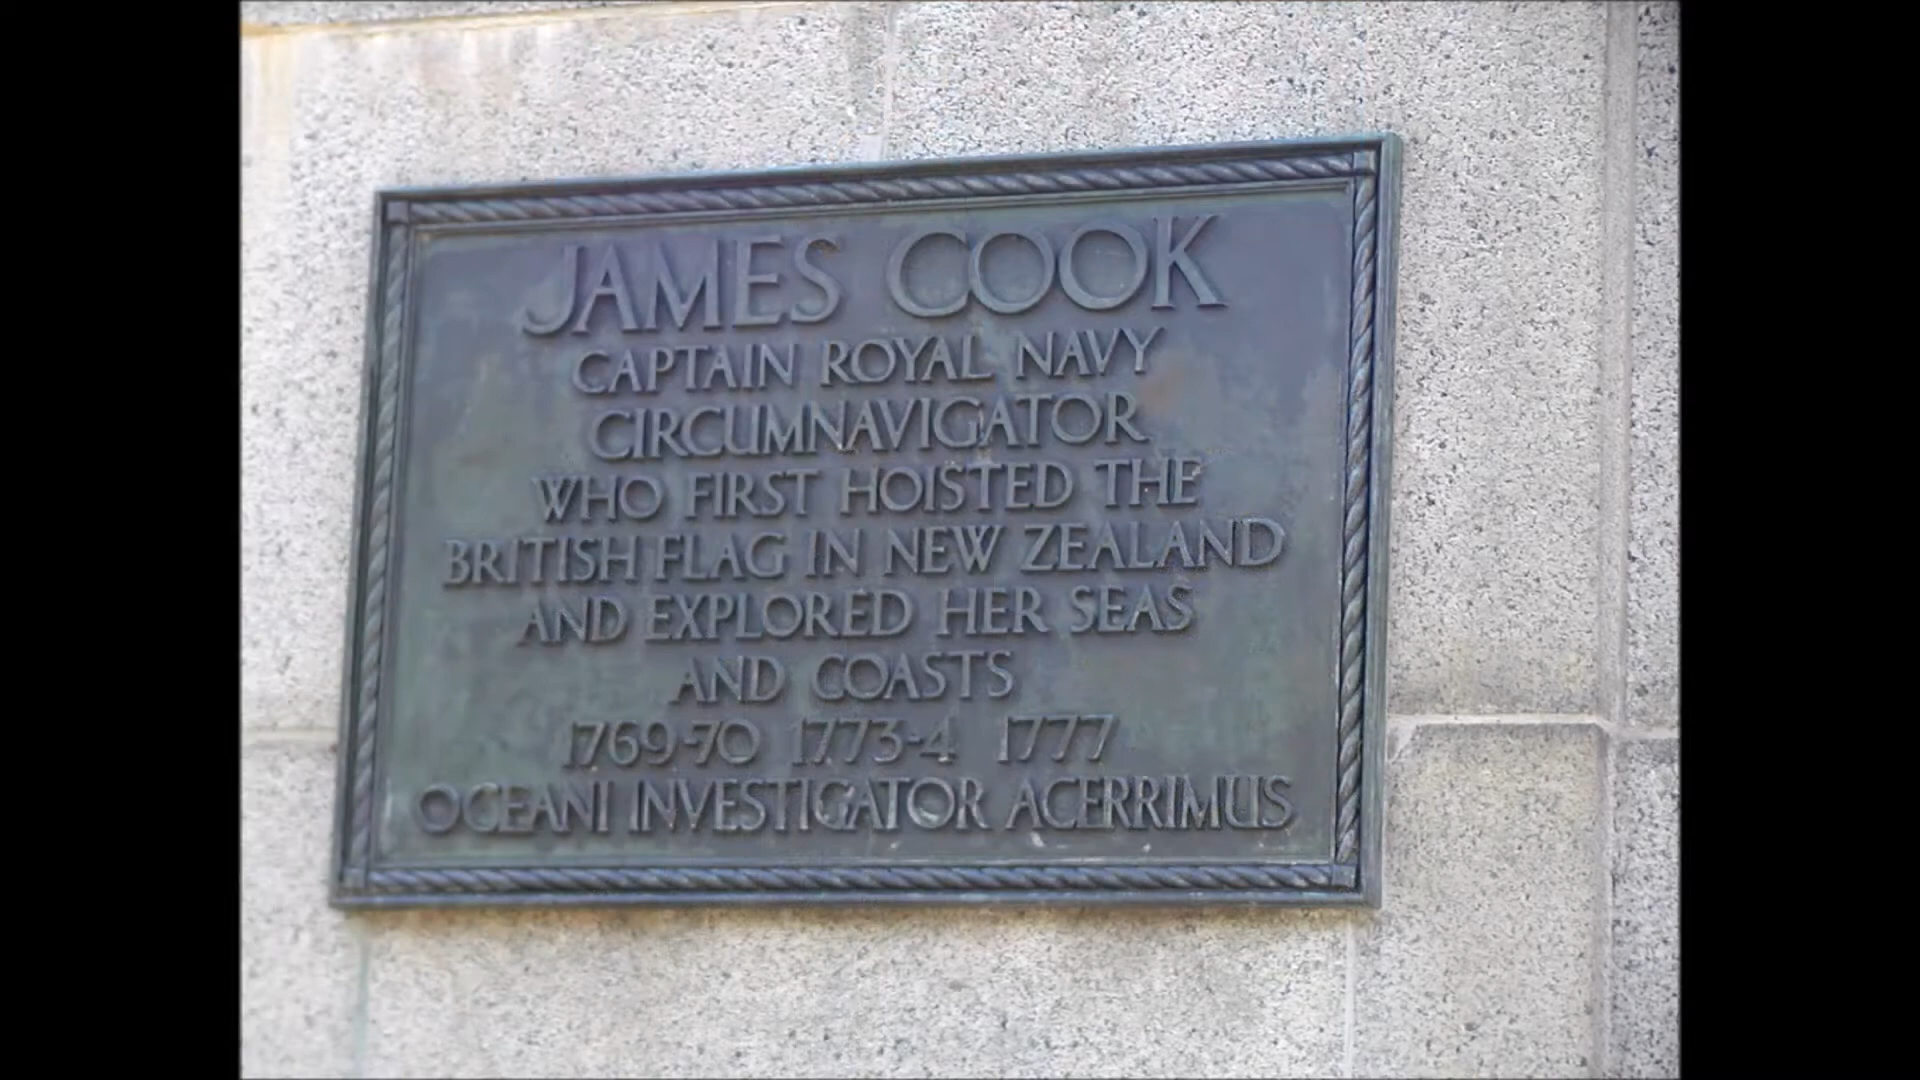 JAMES COOK
CAPTAIN ROYAL NAVY
CIRCUMNAVIGATOR
WHO FIRST HOISTED THE
BRITISH FLAG IN NEW ZEALAND
AND EXPLORED HER SEAS
AND COASTS
1769-70 1773-4 1777
OCEANI INVESTIGATOR ACERRIMUS